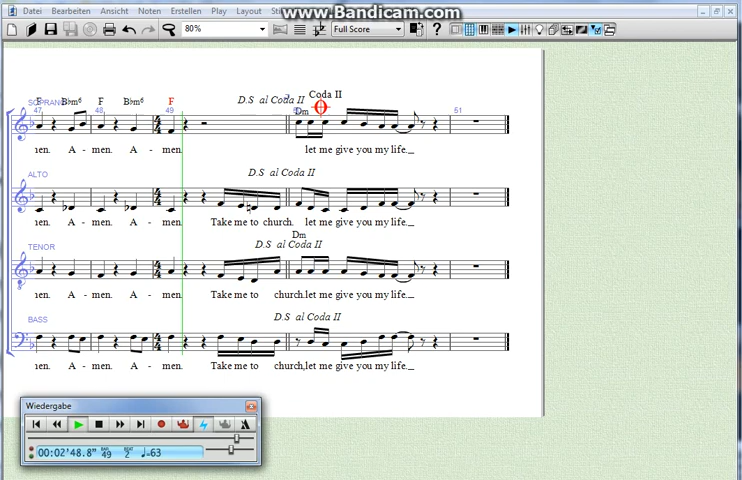 www.Bandicam.com
Datei Bearbeiten Ansicht Noten Erstellen Play Layout
80% Full Score
F B♭m6 F B♭m6 F D.S al Coda II Coda II
SOPRANO
47 48 49 51
Dm
men. A - men. A - men. let me give you my life._
D.S al Coda II
ALTO
men. A - men. A - men. Take me to church. let me give you my life._
Dm
D.S al Coda II
TENOR
men. A - men. A - men. Take me to church.let me give you my life._
D.S al Coda II
BASS
men. A - men. A - men. Take me to church,let me give you my life._
Wiedergabe
00:02'48.8" BAR 49 BEAT 2 ♩=63